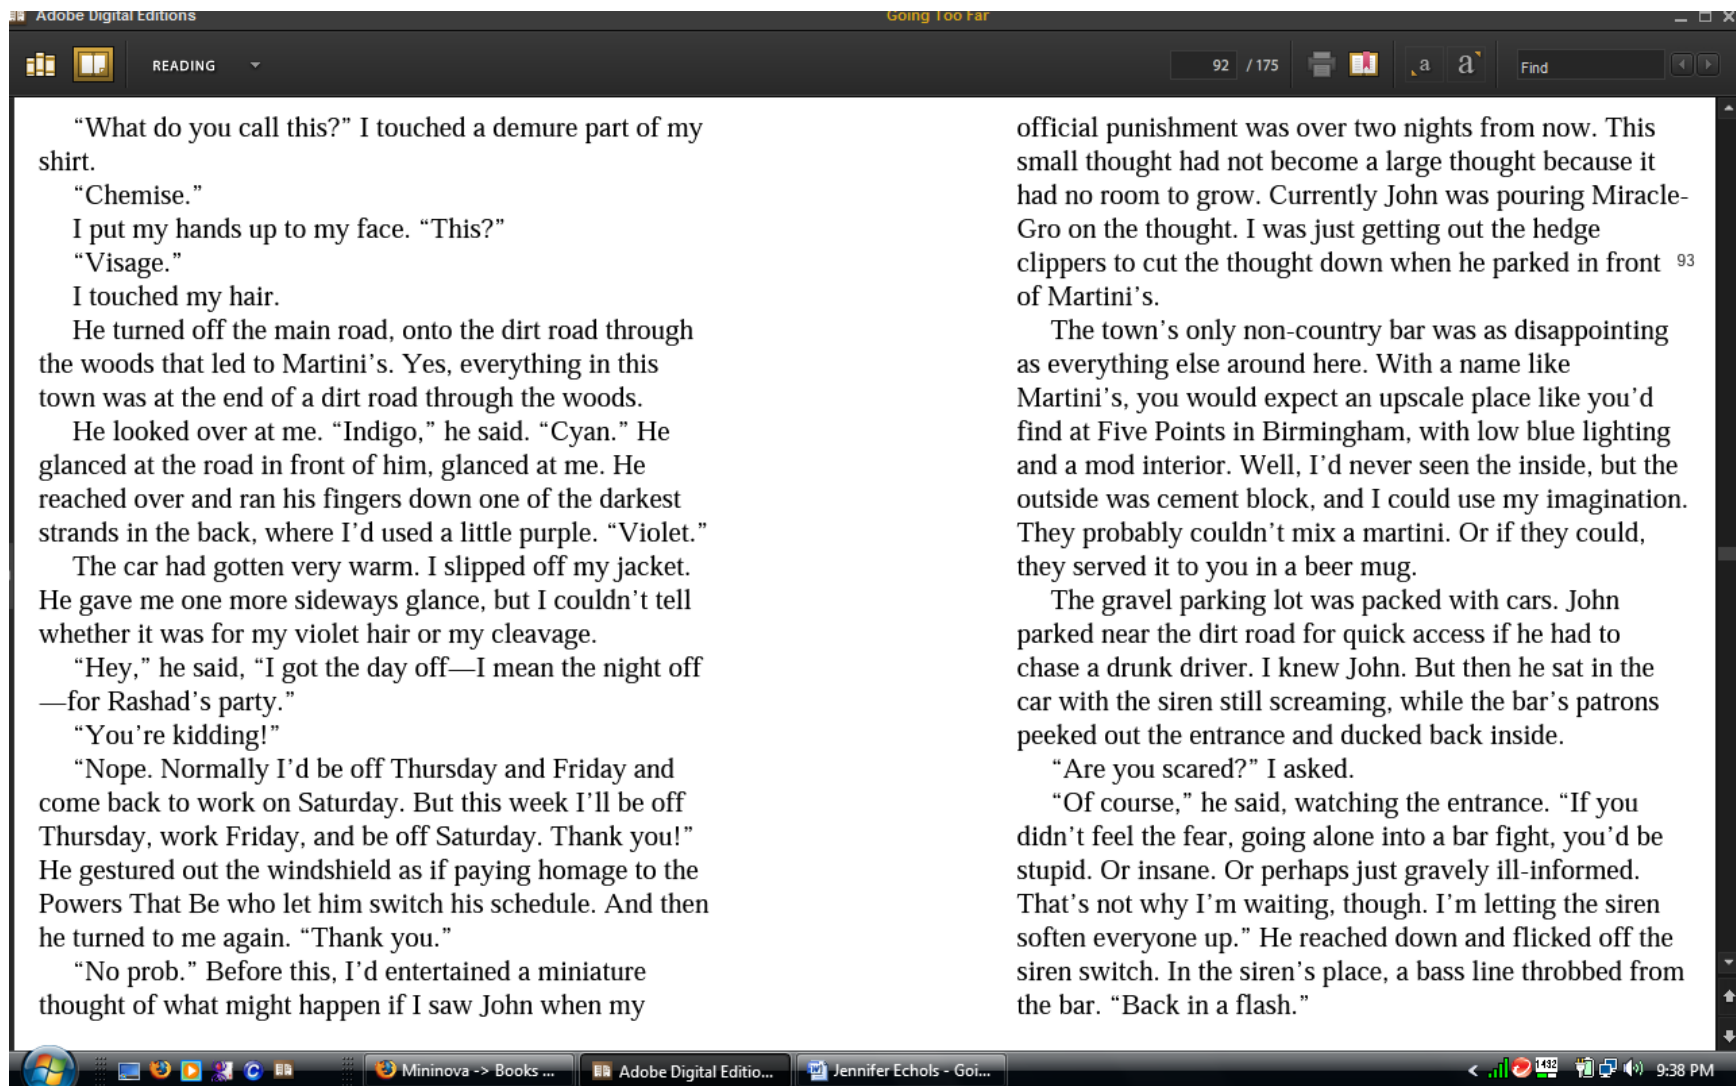 Adobe Digital Editions
Going Too Far
READING
92 / 175
a
a
Find
“What do you call this?” I touched a demure part of my
shirt.
“Chemise.”
I put my hands up to my face. “This?”
“Visage.”
I touched my hair.
He turned off the main road, onto the dirt road through
the woods that led to Martini’s. Yes, everything in this
town was at the end of a dirt road through the woods.
He looked over at me. “Indigo,” he said. “Cyan.” He
glanced at the road in front of him, glanced at me. He
reached over and ran his fingers down one of the darkest
strands in the back, where I’d used a little purple. “Violet.”
The car had gotten very warm. I slipped off my jacket.
He gave me one more sideways glance, but I couldn’t tell
whether it was for my violet hair or my cleavage.
“Hey,” he said, “I got the day off—I mean the night off
—for Rashad’s party.”
“You’re kidding!”
“Nope. Normally I’d be off Thursday and Friday and
come back to work on Saturday. But this week I’ll be off
Thursday, work Friday, and be off Saturday. Thank you!”
He gestured out the windshield as if paying homage to the
Powers That Be who let him switch his schedule. And then
he turned to me again. “Thank you.”
“No prob.” Before this, I’d entertained a miniature
thought of what might happen if I saw John when my
official punishment was over two nights from now. This
small thought had not become a large thought because it
had no room to grow. Currently John was pouring Miracle-
Gro on the thought. I was just getting out the hedge
clippers to cut the thought down when he parked in front 93
of Martini’s.
The town’s only non-country bar was as disappointing
as everything else around here. With a name like
Martini’s, you would expect an upscale place like you’d
find at Five Points in Birmingham, with low blue lighting
and a mod interior. Well, I’d never seen the inside, but the
outside was cement block, and I could use my imagination.
They probably couldn’t mix a martini. Or if they could,
they served it to you in a beer mug.
The gravel parking lot was packed with cars. John
parked near the dirt road for quick access if he had to
chase a drunk driver. I knew John. But then he sat in the
car with the siren still screaming, while the bar’s patrons
peeked out the entrance and ducked back inside.
“Are you scared?” I asked.
“Of course,” he said, watching the entrance. “If you
didn’t feel the fear, going alone into a bar fight, you’d be
stupid. Or insane. Or perhaps just gravely ill-informed.
That’s not why I’m waiting, though. I’m letting the siren
soften everyone up.” He reached down and flicked off the
siren switch. In the siren’s place, a bass line throbbed from
the bar. “Back in a flash.”
Mininova -> Books ...
Adobe Digital Editio...
Jennifer Echols - Goi...
1432
9:38 PM